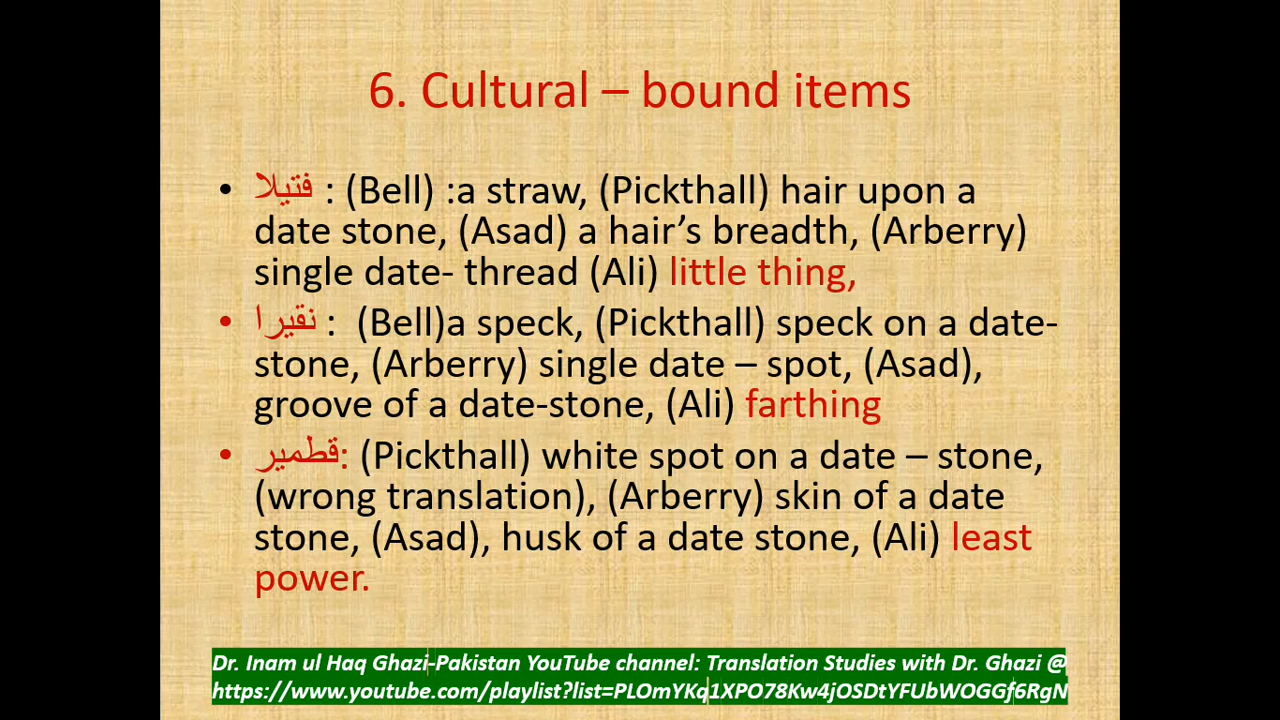 6. Cultural – bound items
• فتيلا : (Bell) :a straw, (Pickthall) hair upon a
date stone, (Asad) a hair’s breadth, (Arberry)
single date- thread (Ali) little thing,
• نقيرا : (Bell)a speck, (Pickthall) speck on a date-
stone, (Arberry) single date – spot, (Asad),
groove of a date-stone, (Ali) farthing
• قطمير: (Pickthall) white spot on a date – stone,
(wrong translation), (Arberry) skin of a date
stone, (Asad), husk of a date stone, (Ali) least
power.
Dr. Inam ul Haq Ghazi-Pakistan YouTube channel: Translation Studies with Dr. Ghazi @
https://www.youtube.com/playlist?list=PLOmYKq1XPO78Kw4jOSDtYFUbWOGGf6RgN